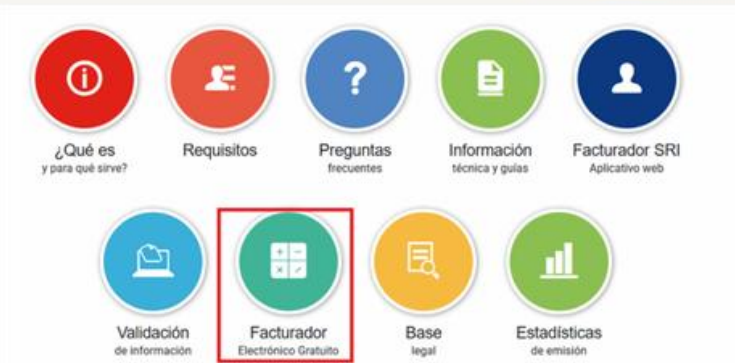 ¿Qué es
y para qué sirve?
Requisitos
Preguntas
frecuentes
Información
técnica y guías
Facturador SRI
Aplicativo web
Validación
de información
Facturador
Electrónico Gratuito
Base
legal
Estadísticas
de emisión